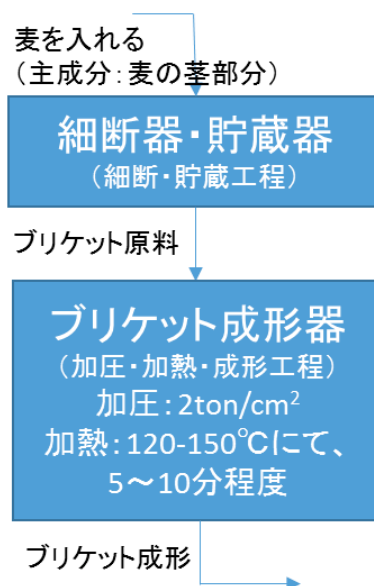 麦を入れる
（主成分：麦の茎部分）
細断器・貯蔵器
（細断・貯蔵工程）
ブリケット原料
ブリケット成形器
（加圧・加熱・成形工程）
加圧：2ton/cm²
加熱：120-150℃にて、
5～10分程度
ブリケット成形